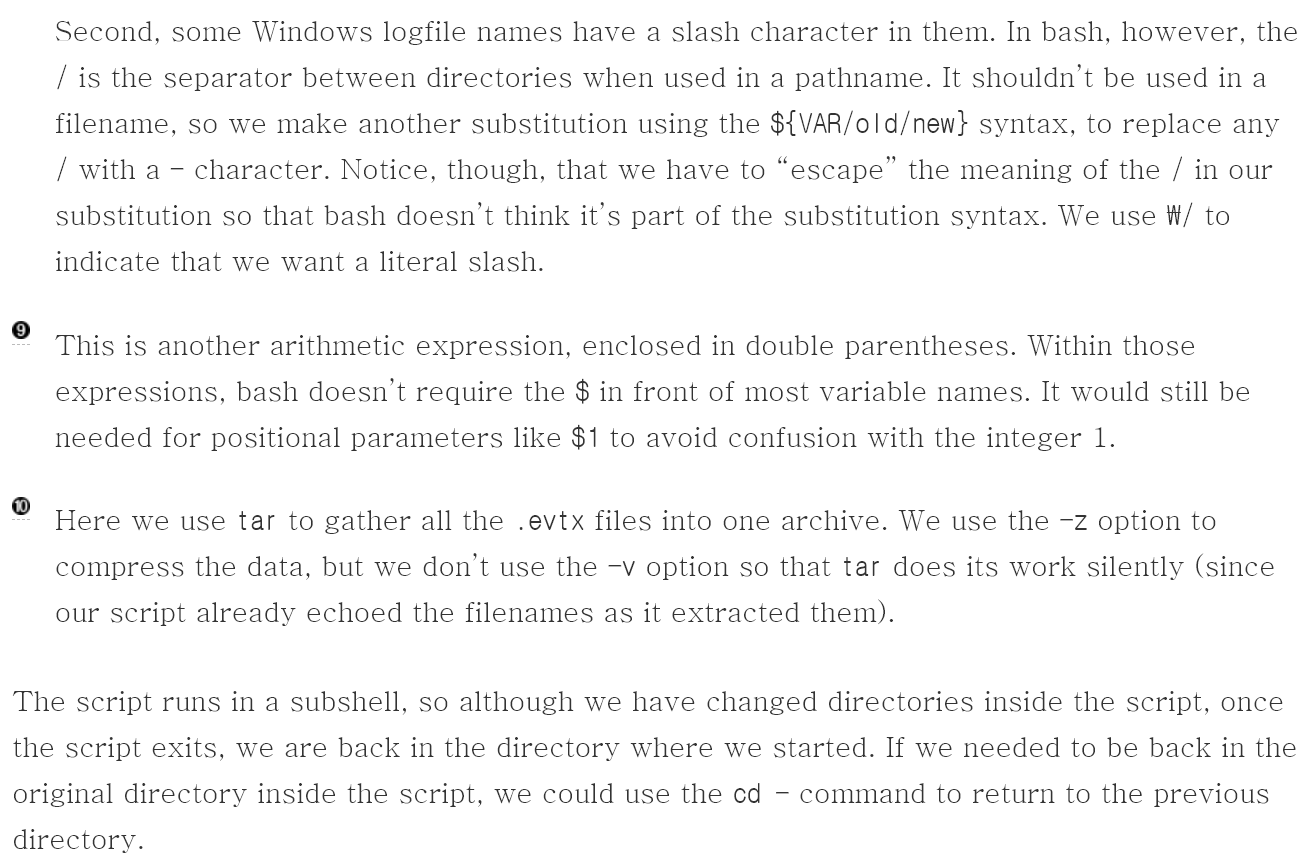 Second, some Windows logfile names have a slash character in them. In bash, however, the
/ is the separator between directories when used in a pathname. It shouldn’t be used in a
filename, so we make another substitution using the ${VAR/old/new} syntax, to replace any
/ with a - character. Notice, though, that we have to “escape” the meaning of the / in our
substitution so that bash doesn’t think it’s part of the substitution syntax. We use ₩/ to
indicate that we want a literal slash.
❾ This is another arithmetic expression, enclosed in double parentheses. Within those
expressions, bash doesn’t require the $ in front of most variable names. It would still be
needed for positional parameters like $1 to avoid confusion with the integer 1.
❿ Here we use tar to gather all the .evtx files into one archive. We use the -z option to
compress the data, but we don’t use the -v option so that tar does its work silently (since
our script already echoed the filenames as it extracted them).
The script runs in a subshell, so although we have changed directories inside the script, once
the script exits, we are back in the directory where we started. If we needed to be back in the
original directory inside the script, we could use the cd - command to return to the previous
directory.